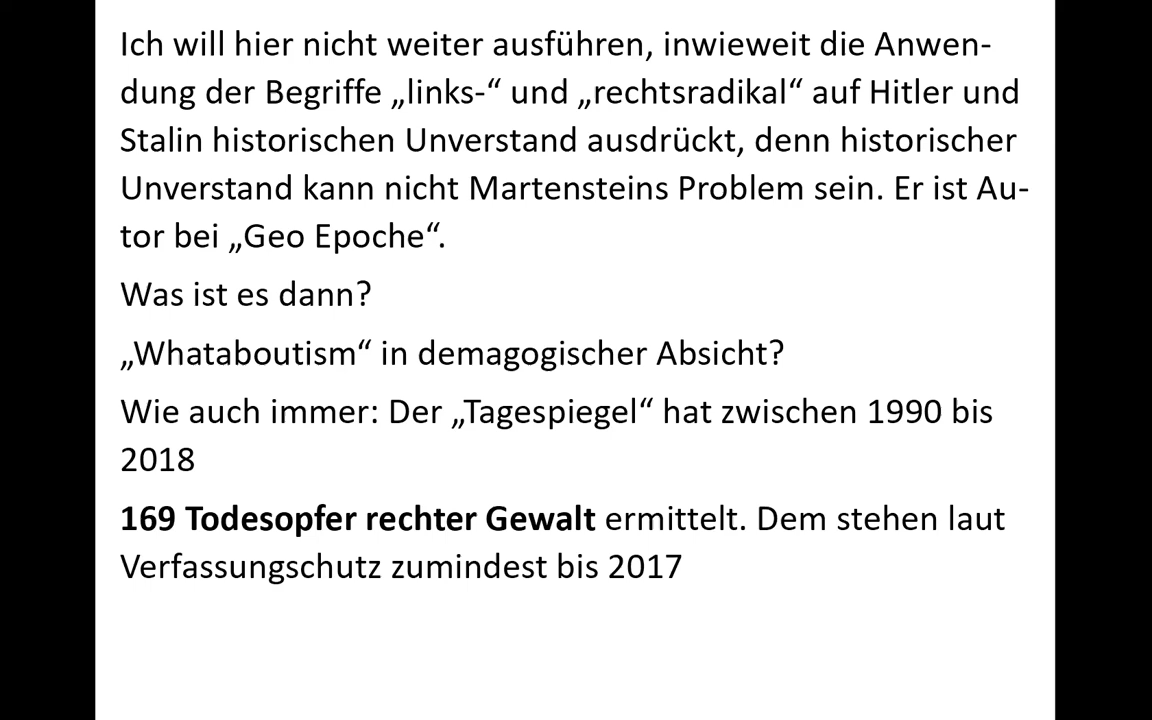 Ich will hier nicht weiter ausführen, inwieweit die Anwen-
dung der Begriffe „links-“ und „rechtsradikal“ auf Hitler und
Stalin historischen Unverstand ausdrückt, denn historischer
Unverstand kann nicht Martensteins Problem sein. Er ist Au-
tor bei „Geo Epoche“.
Was ist es dann?
„Whataboutism“ in demagogischer Absicht?
Wie auch immer: Der „Tagespiegel“ hat zwischen 1990 bis
2018
169 Todesopfer rechter Gewalt ermittelt. Dem stehen laut
Verfassungschutz zumindest bis 2017